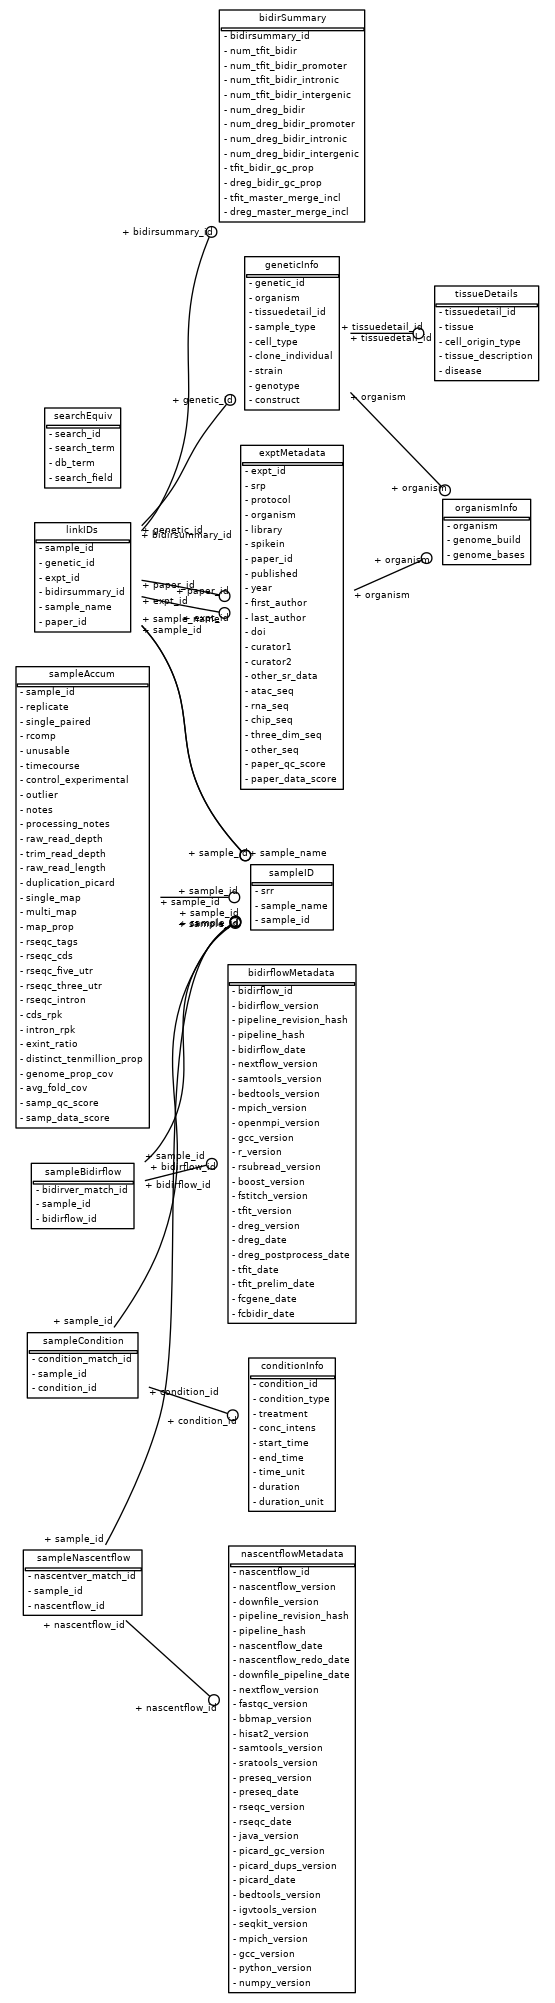 bidirSummary
- bidirsummary_id
- num_tfit_bidir
- num_tfit_bidir_promoter
- num_tfit_bidir_intronic
- num_tfit_bidir_intergenic
- num_dreg_bidir
- num_dreg_bidir_promoter
- num_dreg_bidir_intronic
- num_dreg_bidir_intergenic
- tfit_bidir_gc_prop
- dreg_bidir_gc_prop
- tfit_master_merge_incl
- dreg_master_merge_incl
+ bidirsummary_id
geneticInfo
- genetic_id
- organism
- tissuedetail_id
- sample_type
- cell_type
- clone_individual
- strain
- genotype
- construct
+ tissuedetail_id
+ tissuedetail_id
tissueDetails
- tissuedetail_id
- tissue
- cell_origin_type
- tissue_description
- disease
+ genetic_id
+ organism
searchEquiv
- search_id
- search_term
- db_term
- search_field
exptMetadata
- expt_id
- srp
- protocol
- organism
- library
- spikein
- paper_id
- published
- year
- first_author
- last_author
- doi
- curator1
- curator2
- other_sr_data
- atac_seq
- rna_seq
- chip_seq
- three_dim_seq
- other_seq
- paper_qc_score
- paper_data_score
+ organism
organismInfo
- organism
- genome_build
- genome_bases
+ organism
+ organism
linkIDs
- sample_id
- genetic_id
- expt_id
- bidirsummary_id
- sample_name
- paper_id
+ genetic_id
+ bidirsummary_id
+ paper_id
+ paper_id
+ expt_id
+ expt_id
+ sample_name
+ sample_id
sampleAccum
- sample_id
- replicate
- single_paired
- rcomp
- unusable
- timecourse
- control_experimental
- outlier
- notes
- processing_notes
- raw_read_depth
- trim_read_depth
- raw_read_length
- duplication_picard
- single_map
- multi_map
- map_prop
- rseqc_tags
- rseqc_cds
- rseqc_five_utr
- rseqc_three_utr
- rseqc_intron
- cds_rpk
- intron_rpk
- exint_ratio
- distinct_tenmillion_prop
- genome_prop_cov
- avg_fold_cov
- samp_qc_score
- samp_data_score
+ sample_id
+ sample_name
sampleID
- srr
- sample_name
- sample_id
+ sample_id
+ sample_id
+ sample_id
+ sample_id
bidirflowMetadata
- bidirflow_id
- bidirflow_version
- pipeline_revision_hash
- pipeline_hash
- bidirflow_date
- nextflow_version
- samtools_version
- bedtools_version
- mpich_version
- openmpi_version
- gcc_version
- r_version
- rsubread_version
- boost_version
- fstitch_version
- tfit_version
- dreg_version
- dreg_date
- dreg_postprocess_date
- tfit_date
- tfit_prelim_date
- fcgene_date
- fcbidir_date
+ sample_id
+ bidirflow_id
+ bidirflow_id
sampleBidirflow
- bidirver_match_id
- sample_id
- bidirflow_id
+ sample_id
sampleCondition
- condition_match_id
- sample_id
- condition_id
+ condition_id
+ condition_id
conditionInfo
- condition_id
- condition_type
- treatment
- conc_intens
- start_time
- end_time
- time_unit
- duration
- duration_unit
+ sample_id
sampleNascentflow
- nascentver_match_id
- sample_id
- nascentflow_id
+ nascentflow_id
+ nascentflow_id
nascentflowMetadata
- nascentflow_id
- nascentflow_version
- downfile_version
- pipeline_revision_hash
- pipeline_hash
- nascentflow_date
- nascentflow_redo_date
- downfile_pipeline_date
- nextflow_version
- fastqc_version
- bbmap_version
- hisat2_version
- samtools_version
- sratools_version
- preseq_version
- preseq_date
- rseqc_version
- rseqc_date
- java_version
- picard_gc_version
- picard_dups_version
- picard_date
- bedtools_version
- igvtools_version
- seqkit_version
- mpich_version
- gcc_version
- python_version
- numpy_version